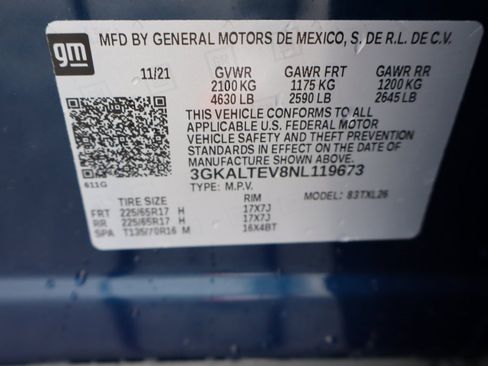 gm
MFD BY GENERAL MOTORS DE MEXICO, S, DE R.L. DE C.V.
11/21 GVWR GAWR FRT GAWR RR
2100 KG 1175 KG 1200 KG
4630 LB 2590 LB 2645 LB
THIS VEHICLE CONFORMS TO ALL
APPLICABLE U.S. FEDERAL MOTOR
VEHICLE SAFETY AND THEFT PREVENTION
STANDARDS IN EFFECT ON THE DATE OF
MANUFACTURE SHOWN ABOVE.
611G
3GKALTEV8NL119673
TYPE: M.P.V. MODEL: 83TXL26
TIRE SIZE RIM
FRT 225/65R17 H 17X7J
RR 225/65R17 H 17X7J
SPA T135/70R16 M 16X4BT